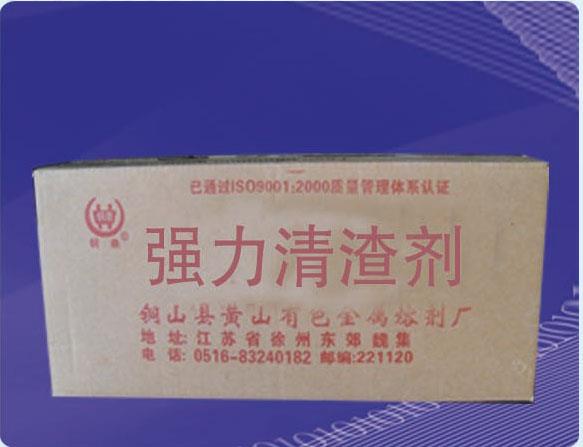 已通过ISO9001:2000质量管理体系认证
强力清渣剂
铜山县黄山有色金属熔剂厂
地址:江苏省徐州东郊魏集
电话:0516-83240182 邮编:221120